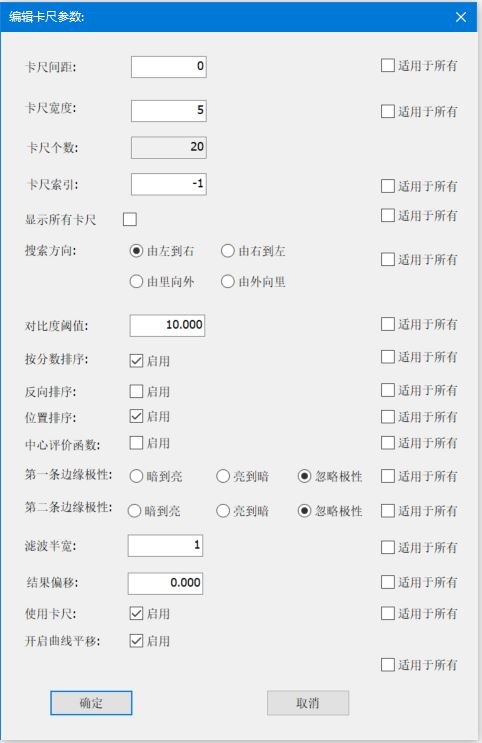 编辑卡尺参数:
卡尺间距: 0 适用于所有
卡尺宽度: 5 适用于所有
卡尺个数: 20
卡尺索引: -1 适用于所有
显示所有卡尺 适用于所有
搜索方向: 由左到右 由右到左 适用于所有
由里向外 由外向里
对比度阈值: 10.000 适用于所有
按分数排序: 启用 适用于所有
反向排序: 启用 适用于所有
位置排序: 启用 适用于所有
中心评价函数: 启用 适用于所有
第一条边缘极性: 暗到亮 亮到暗 忽略极性 适用于所有
第二条边缘极性: 暗到亮 亮到暗 忽略极性 适用于所有
滤波半宽: 1 适用于所有
结果偏移: 0.000 适用于所有
使用卡尺: 启用 适用于所有
开启曲线平移: 启用
适用于所有
确定 取消